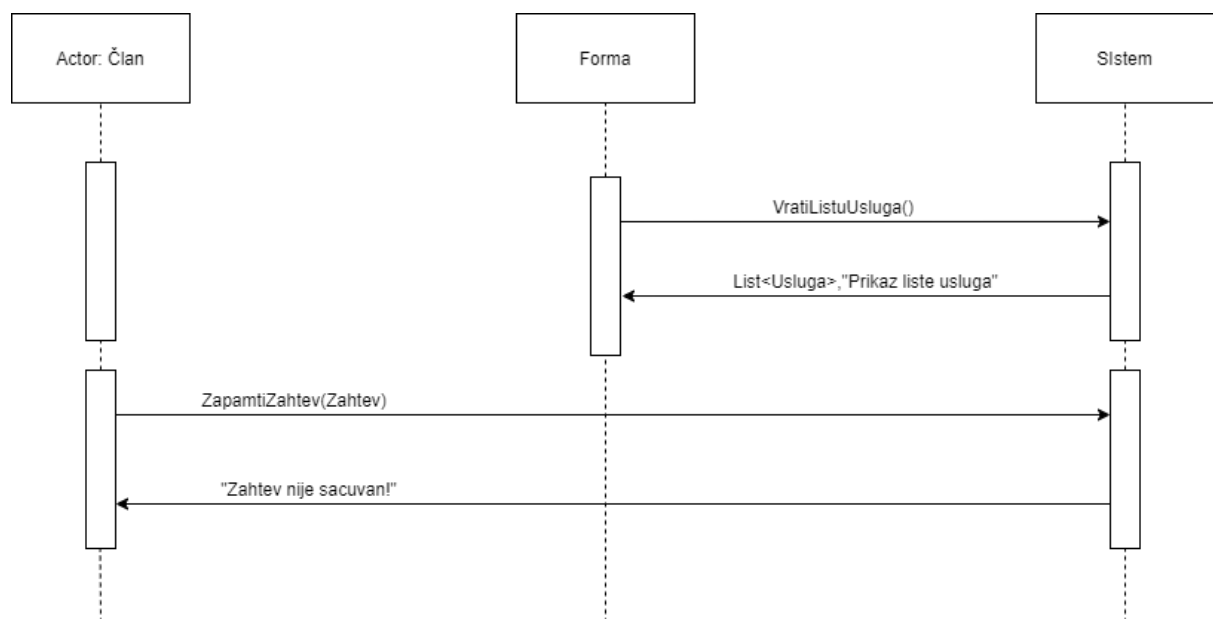 Actor: Član
Forma
SIstem
VratiListuUsluga()
List<Usluga>,"Prikaz liste usluga"
ZapamtiZahtev(Zahtev)
"Zahtev nije sacuvan!"